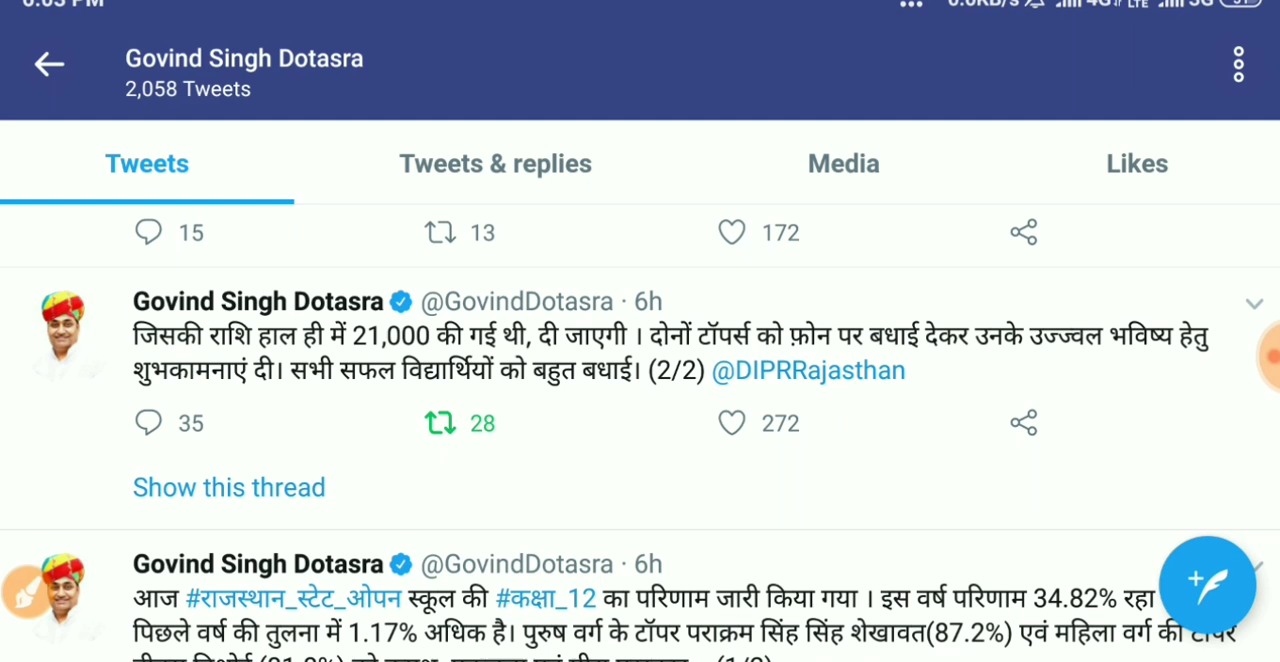 Govind Singh Dotasra
2,058 Tweets
Tweets Tweets & replies Media Likes
15 13 172
Govind Singh Dotasra @GovindDotasra · 6h
जिसकी राशि हाल ही में 21,000 की गई थी, दी जाएगी । दोनों टॉपर्स को फ़ोन पर बधाई देकर उनके उज्ज्वल भविष्य हेतु
शुभकामनाएं दी। सभी सफल विद्यार्थियों को बहुत बधाई। (2/2) @DIPRRajasthan
35 28 272
Show this thread
Govind Singh Dotasra @GovindDotasra · 6h
आज #राजस्थान_स्टेट_ओपन स्कूल की #कक्षा_12 का परिणाम जारी किया गया । इस वर्ष परिणाम 34.82% रहा
पिछले वर्ष की तुलना में 1.17% अधिक है। पुरुष वर्ग के टॉपर पराक्रम सिंह सिंह शेखावत(87.2%) एवं महिला वर्ग की टॉपर